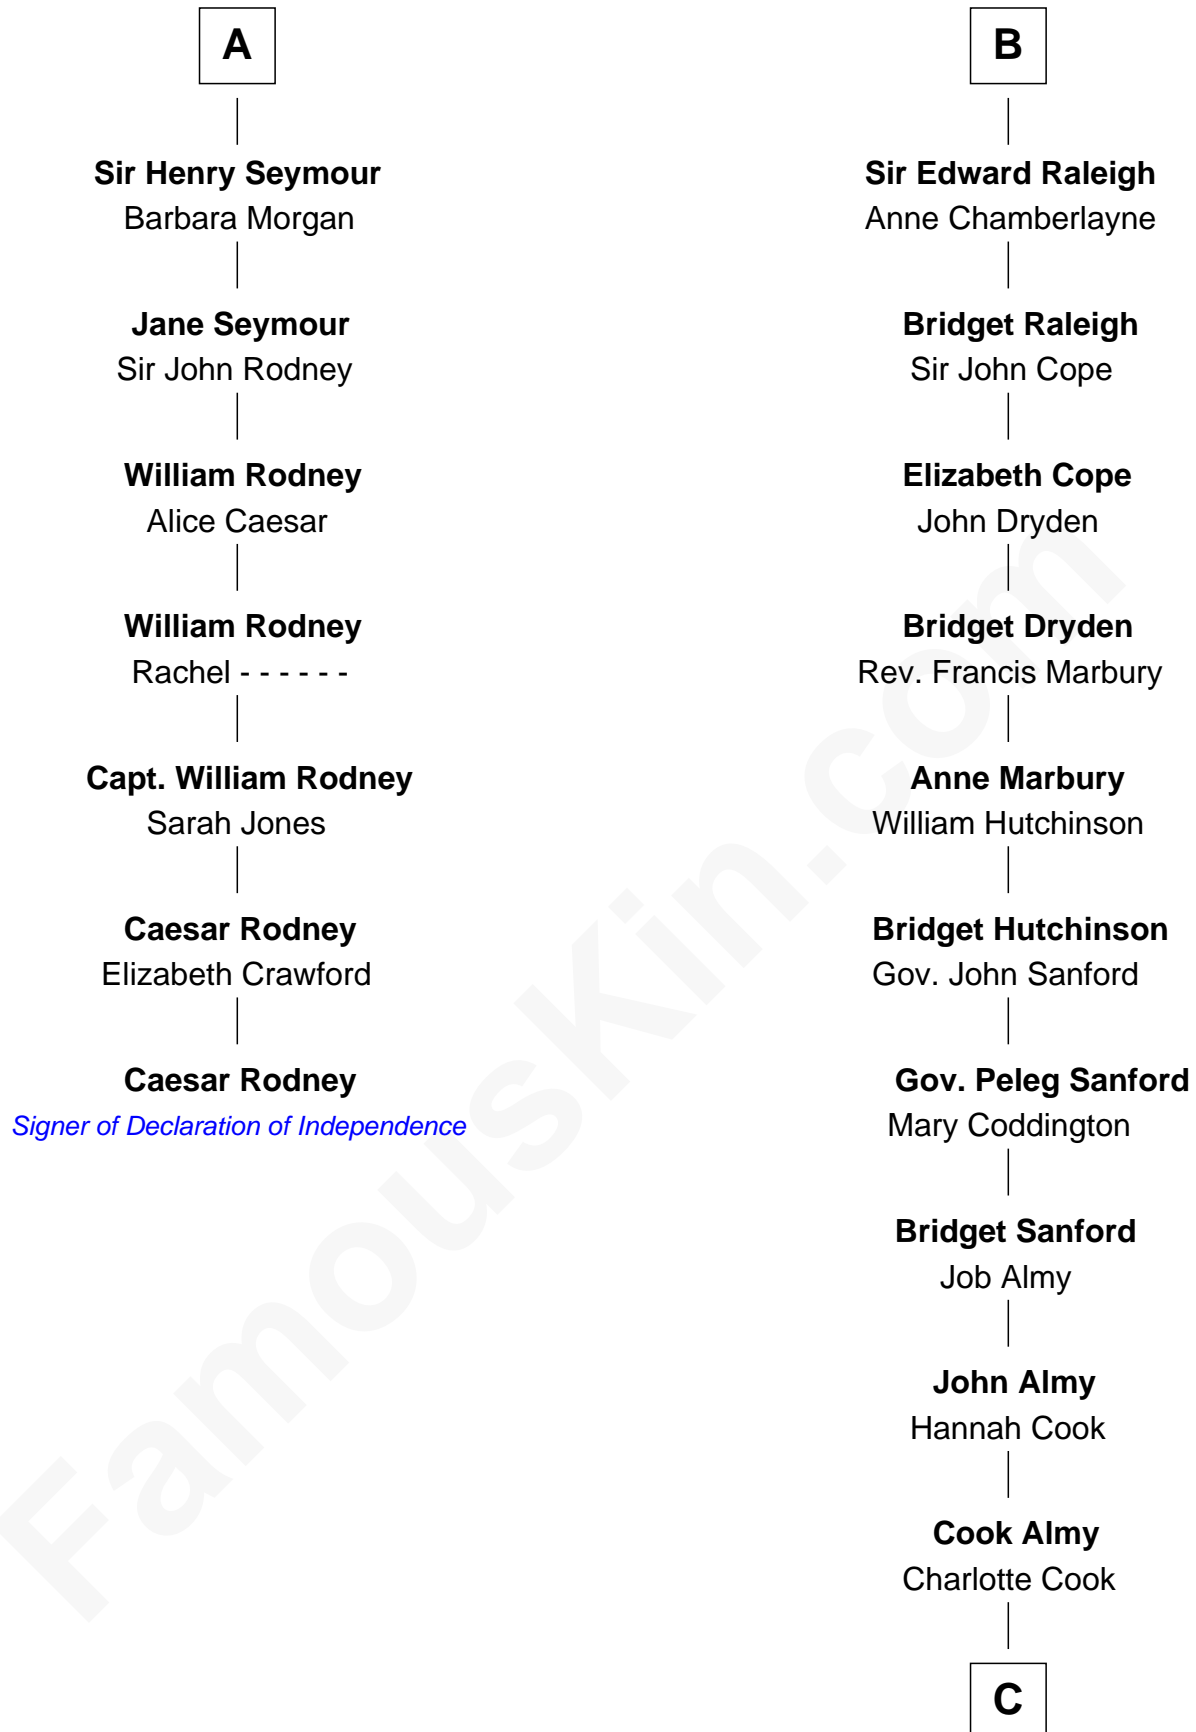 A
Sir Henry Seymour
Barbara Morgan
Jane Seymour
Sir John Rodney
William Rodney
Alice Caesar
William Rodney
Rachel - - - - - -
Capt. William Rodney
Sarah Jones
Caesar Rodney
Elizabeth Crawford
Caesar Rodney
Signer of Declaration of Independence
B
Sir Edward Raleigh
Anne Chamberlayne
Bridget Raleigh
Sir John Cope
Elizabeth Cope
John Dryden
Bridget Dryden
Rev. Francis Marbury
Anne Marbury
William Hutchinson
Bridget Hutchinson
Gov. John Sanford
Gov. Peleg Sanford
Mary Coddington
Bridget Sanford
Job Almy
John Almy
Hannah Cook
Cook Almy
Charlotte Cook
C
FamousKin.com